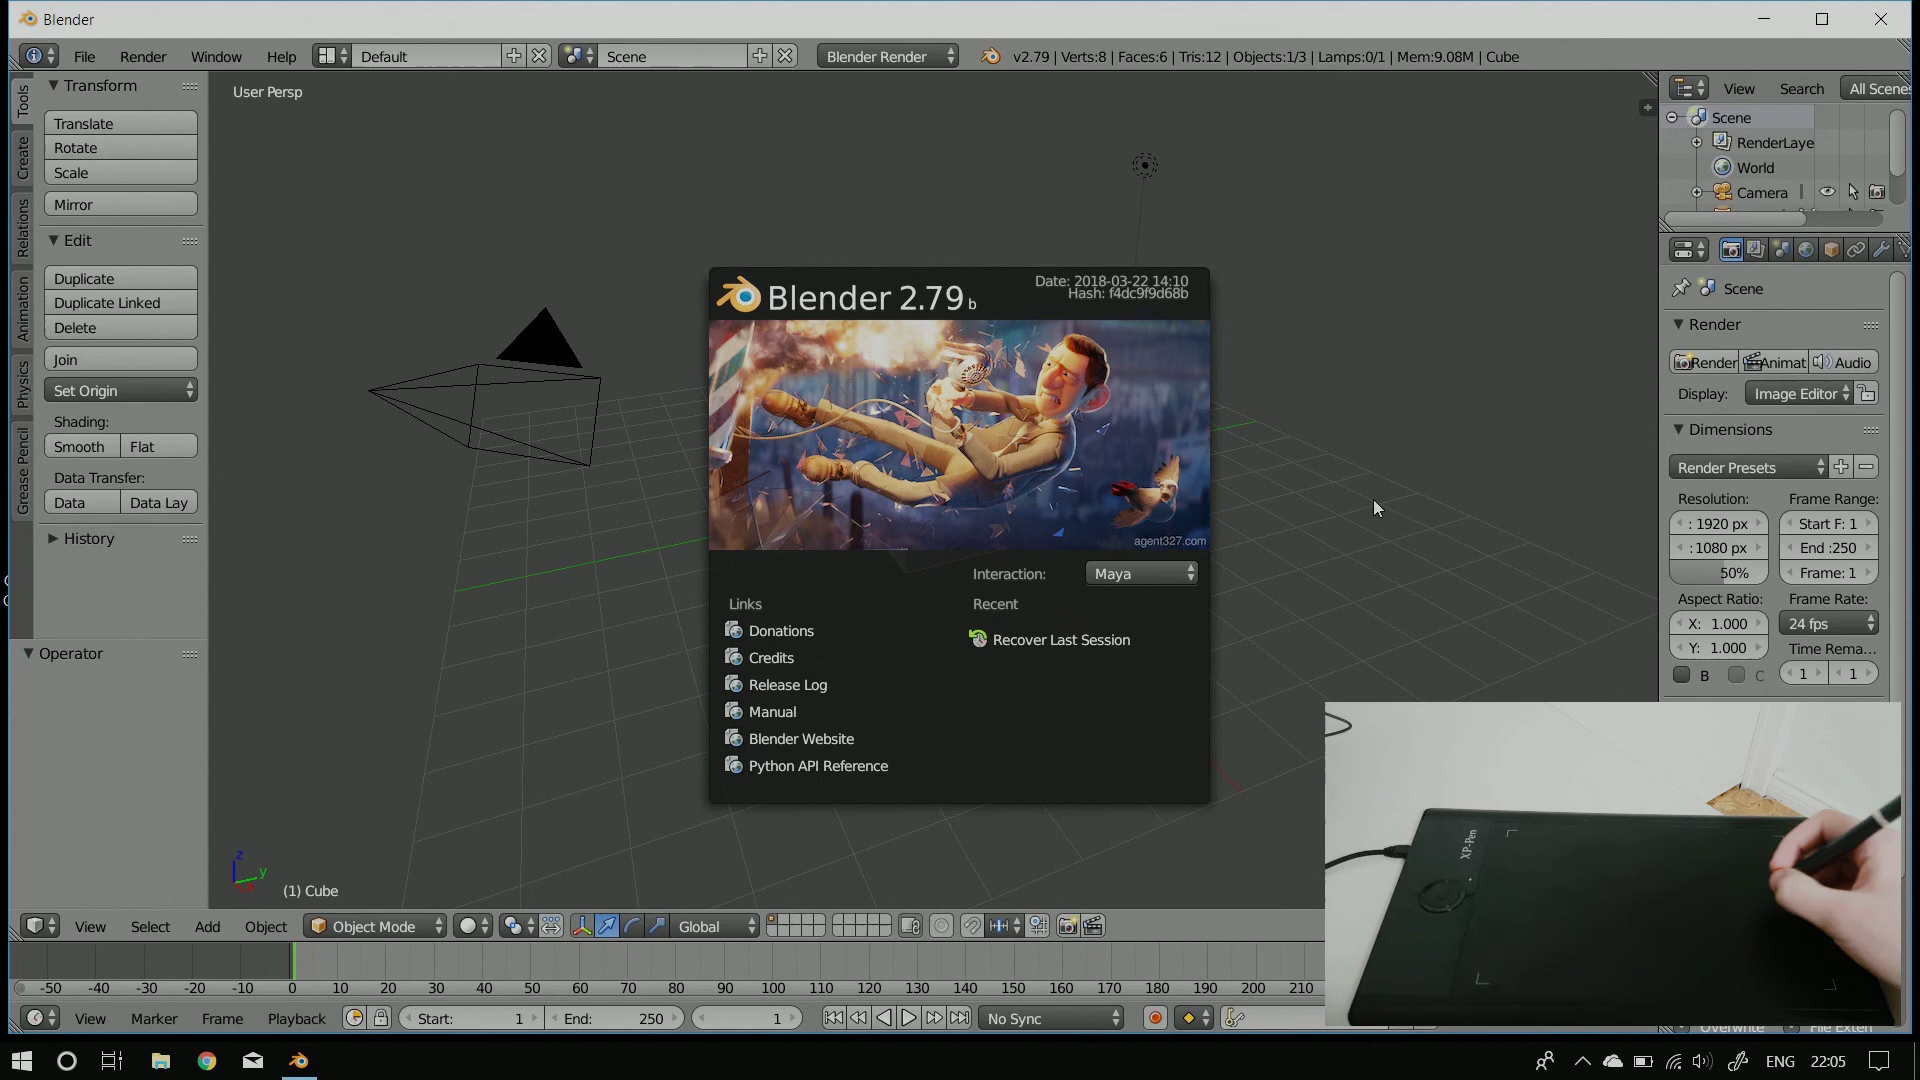 Blender
File Render Window Help Default Scene Blender Render v2.79 | Verts:8 | Faces:6 | Tris:12 | Objects:1/3 | Lamps:0/1 | Mem:9.08M | Cube
Tools
Create
Relations
Animation
Physics
Grease Pencil
Transform
Translate
Rotate
Scale
Mirror
Edit
Duplicate
Duplicate Linked
Delete
Join
Set Origin
Shading:
Smooth Flat
Data Transfer:
Data Data Lay
History
Operator
User Persp
Blender 2.79 b
Date: 2018-03-22 14:10
Hash: f4dc9f9d68b
agent327.com
Interaction: Maya
Links
Donations
Credits
Release Log
Manual
Blender Website
Python API Reference
Recent
Recover Last Session
z
y
x
(1) Cube
View Search All Scenes
Scene
RenderLaye
World
Camera
Scene
Render
Render Animat Audio
Display: Image Editor
Dimensions
Render Presets
Resolution: Frame Range:
: 1920 px Start F: 1
:1080 px End :250
50% Frame: 1
Aspect Ratio: Frame Rate:
X: 1.000 24 fps
Y: 1.000 Time Rema...
B C 1 1
XP-Pen
View Select Add Object Object Mode Global
-50 -40 -30 -20 -10 0 10 20 30 40 50 60 70 80 90 100 110 120 130 140 150 160 170 180 190 200 210
View Marker Frame Playback Start: 1 End: 250 1 No Sync
Overwrite File Exten
ENG 22:05